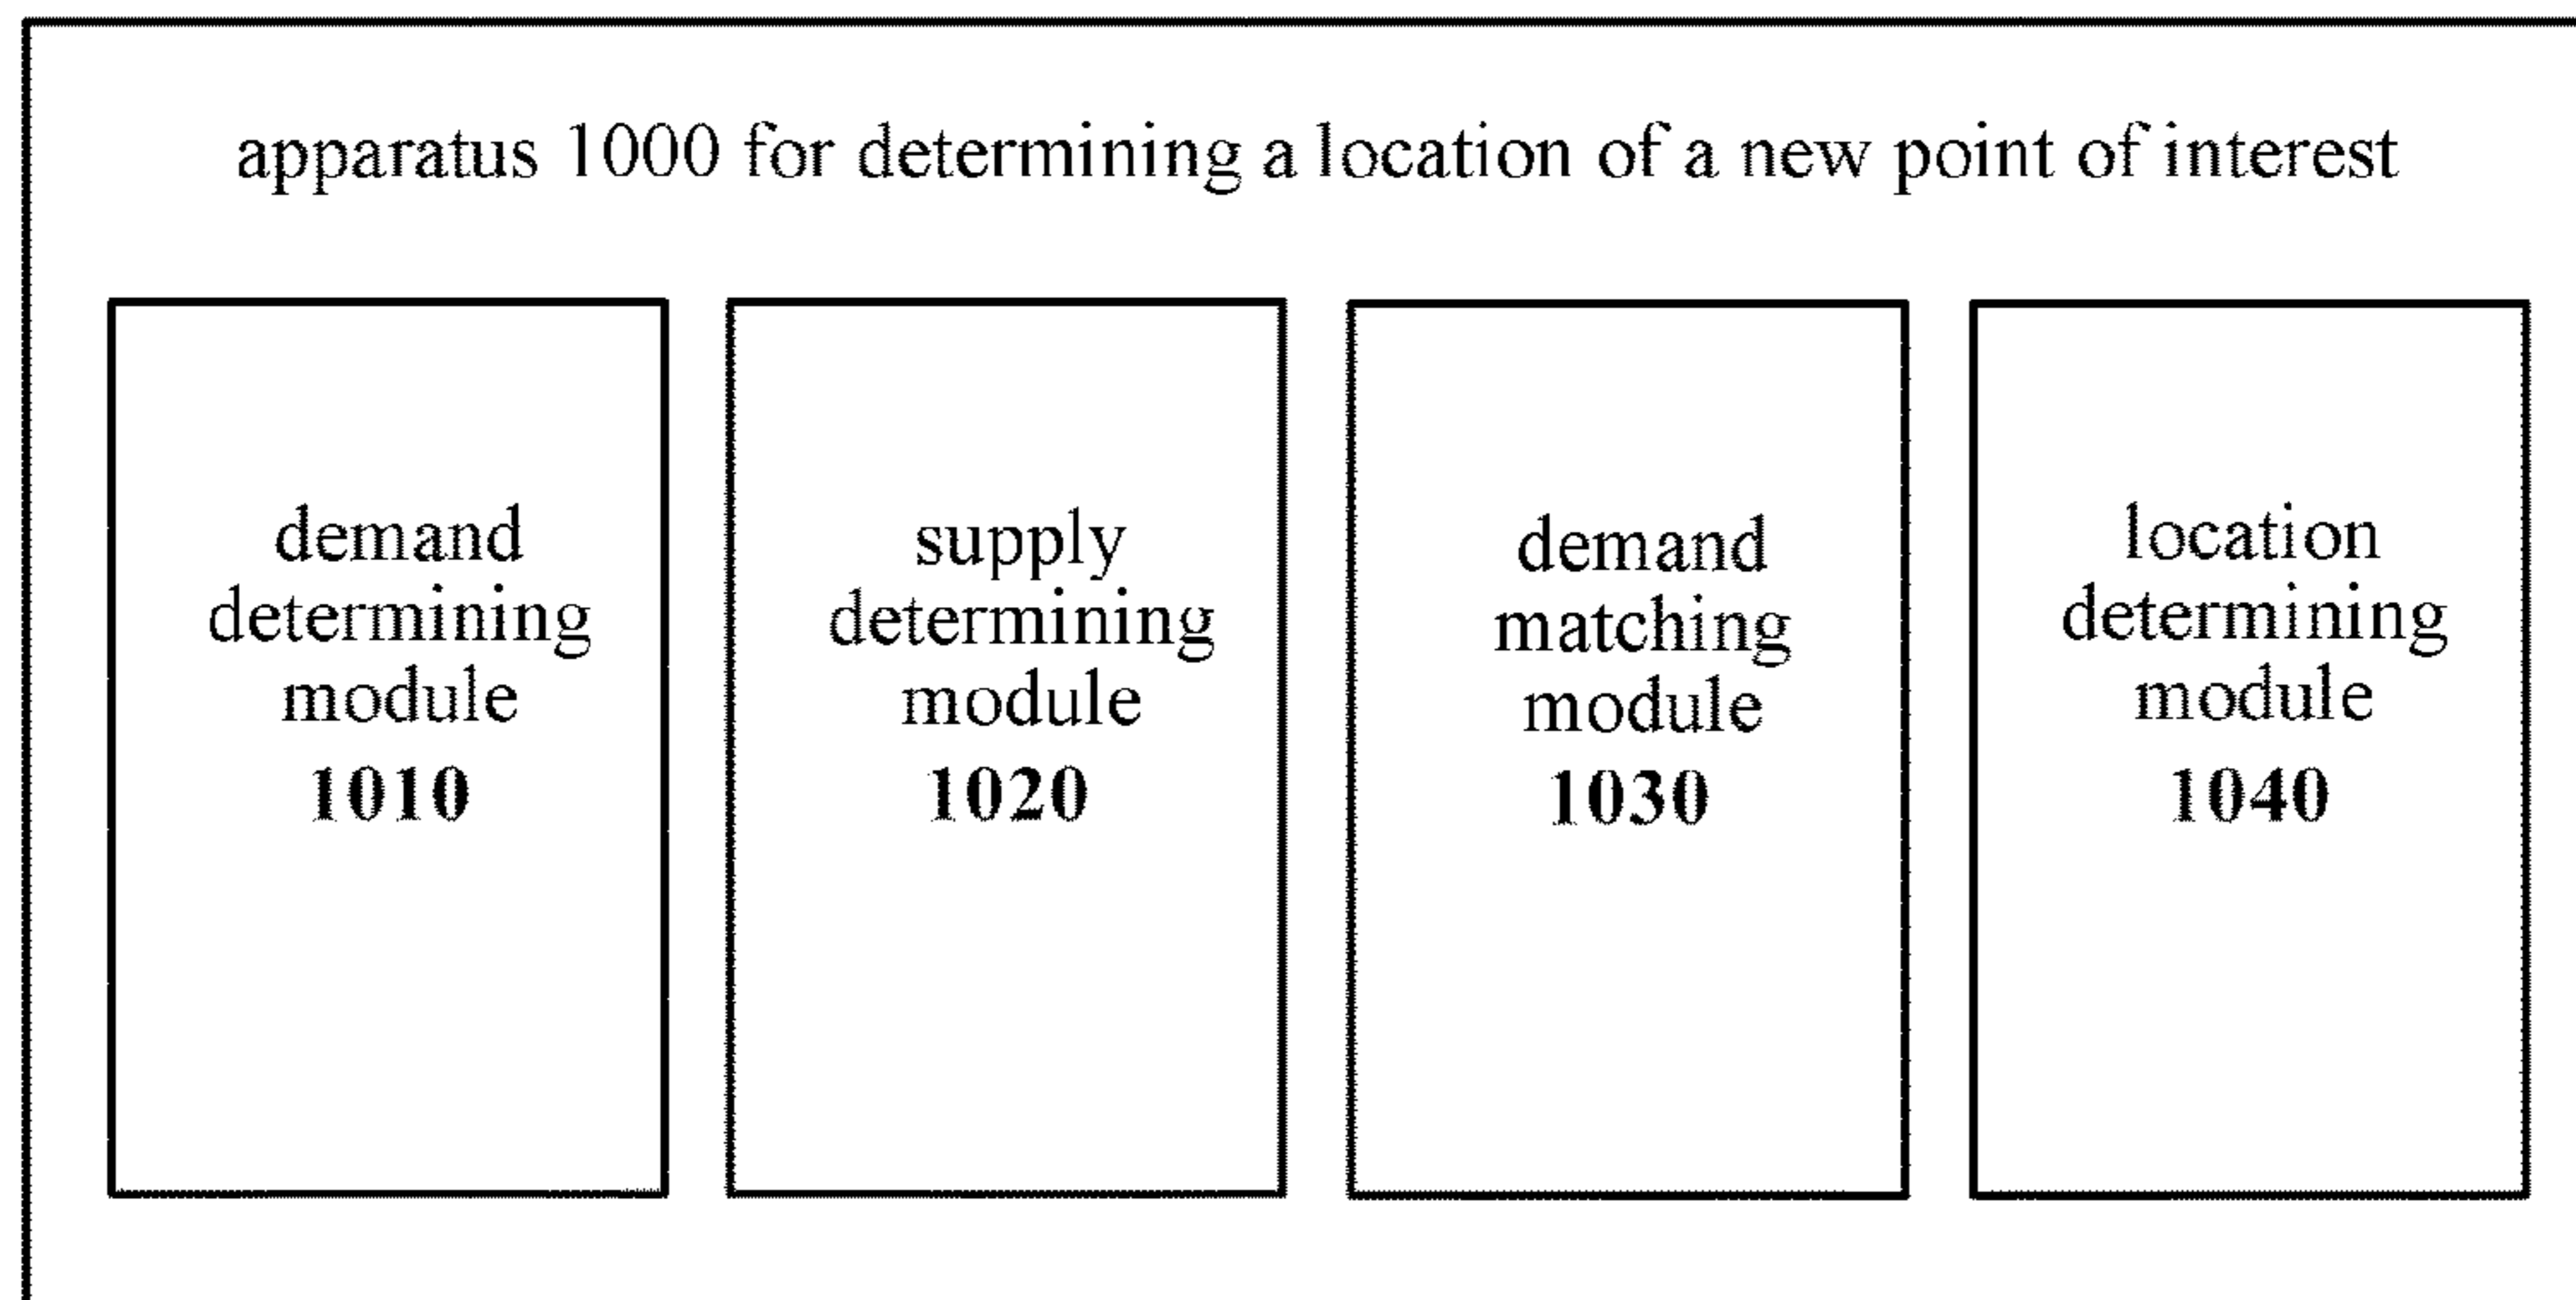 apparatus 1000 for determining a location of a new point of interest
demand
determining
module
1010
supply
determining
module
1020
demand
matching
module
1030
location
determining
module
1040